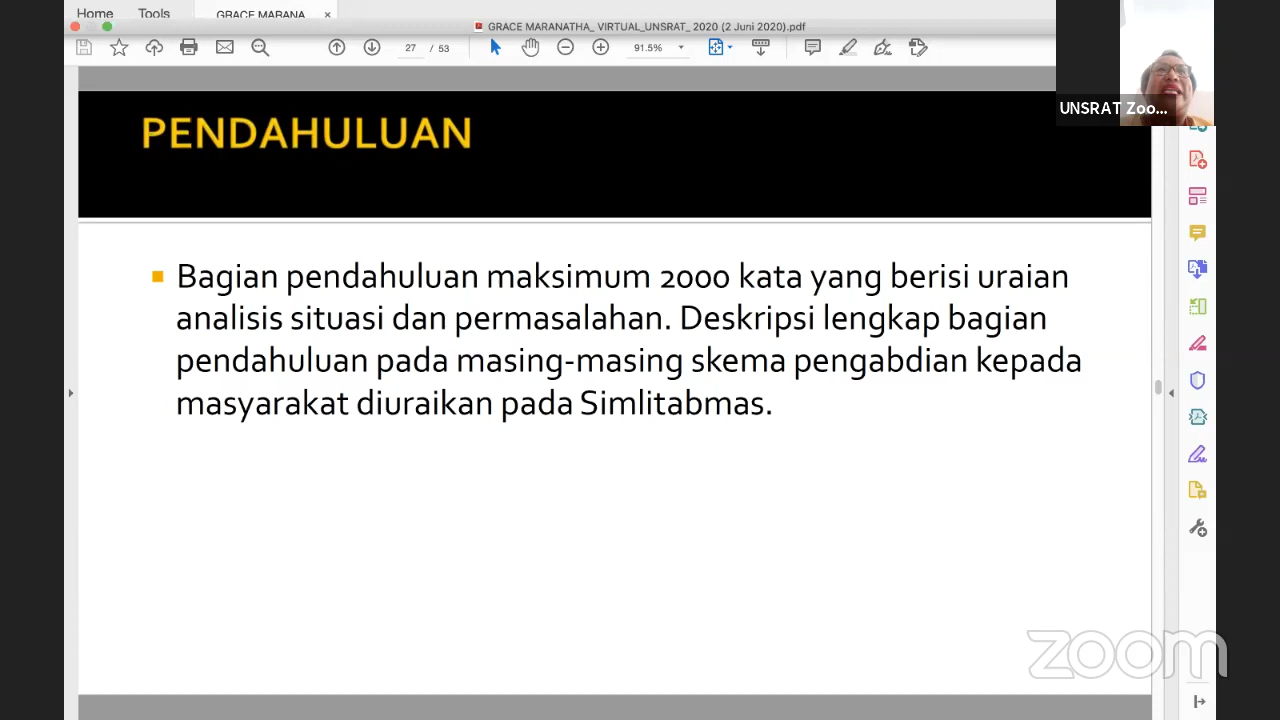 Home Tools GRACE MARANA... ×
GRACE MARANATHA_ VIRTUAL_UNSRAT_ 2020 (2 Juni 2020).pdf
27 / 53 91.5%
UNSRAT Zoo...
PENDAHULUAN
Bagian pendahuluan maksimum 2000 kata yang berisi uraian
analisis situasi dan permasalahan. Deskripsi lengkap bagian
pendahuluan pada masing-masing skema pengabdian kepada
masyarakat diuraikan pada Simlitabmas.
zoom